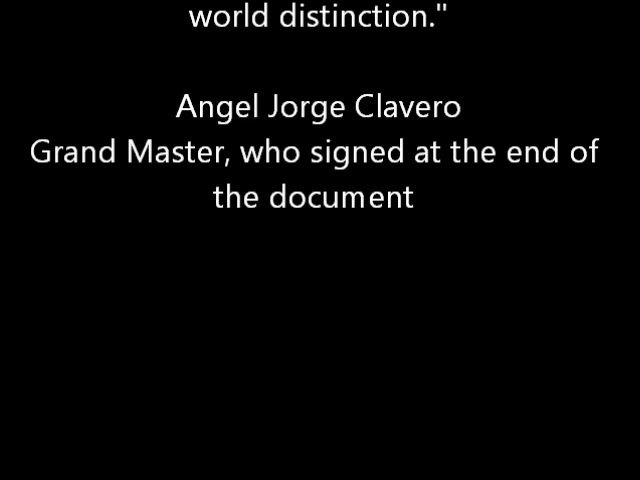 world distinction."
Angel Jorge Clavero
Grand Master, who signed at the end of
the document